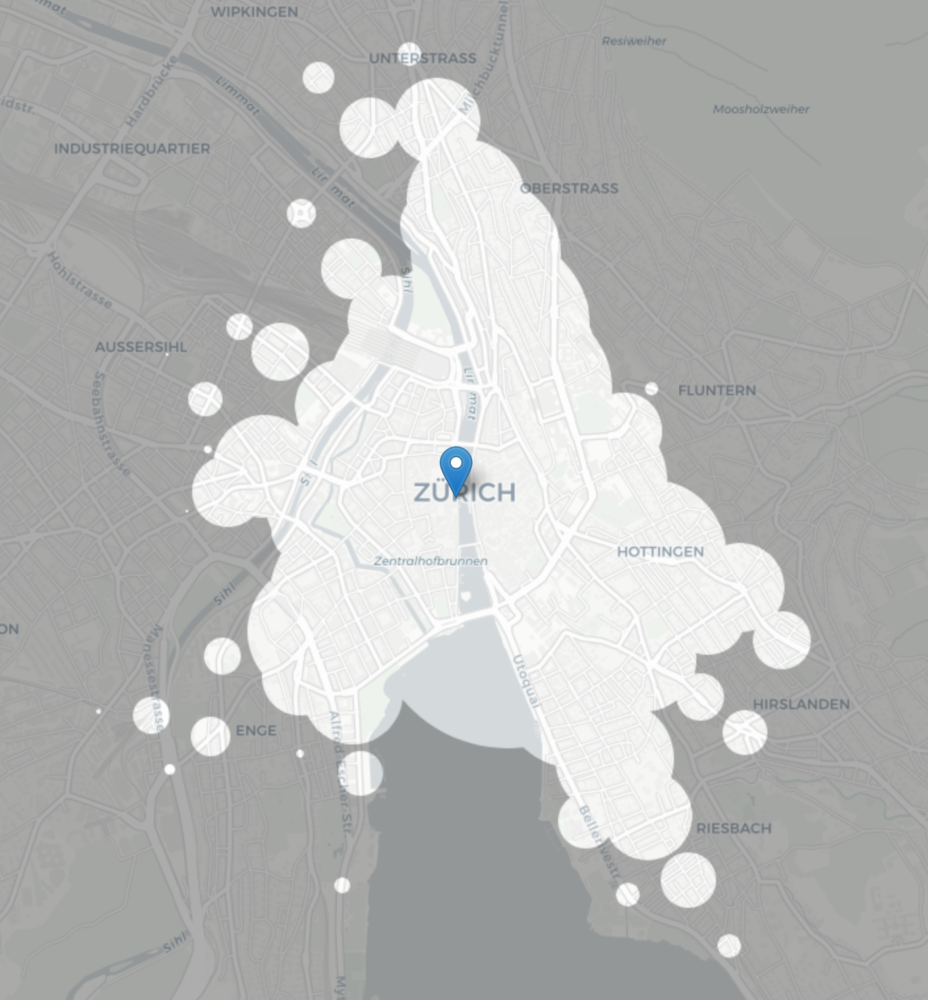 WIPKINGEN
UNTERSTRASS
Resiweiher
Milchbucktunnel
Hardbrücke
Limmat
Moosholzweiher
INDUSTRIEQUARTIER
Limmat
OBERSTRASS
Hohlstrasse
Sihl
AUSSERSIHL
Seebahnstrasse
Limmat
FLUNTERN
Sihl
ZÜRICH
HOTTINGEN
Zentralhofbrunnen
Sihl
Manessestrasse
Utoquai
HIRSLANDEN
ENGE
Alfred-Escher-Str.
Bellerivestr.
RIESBACH
Sihl